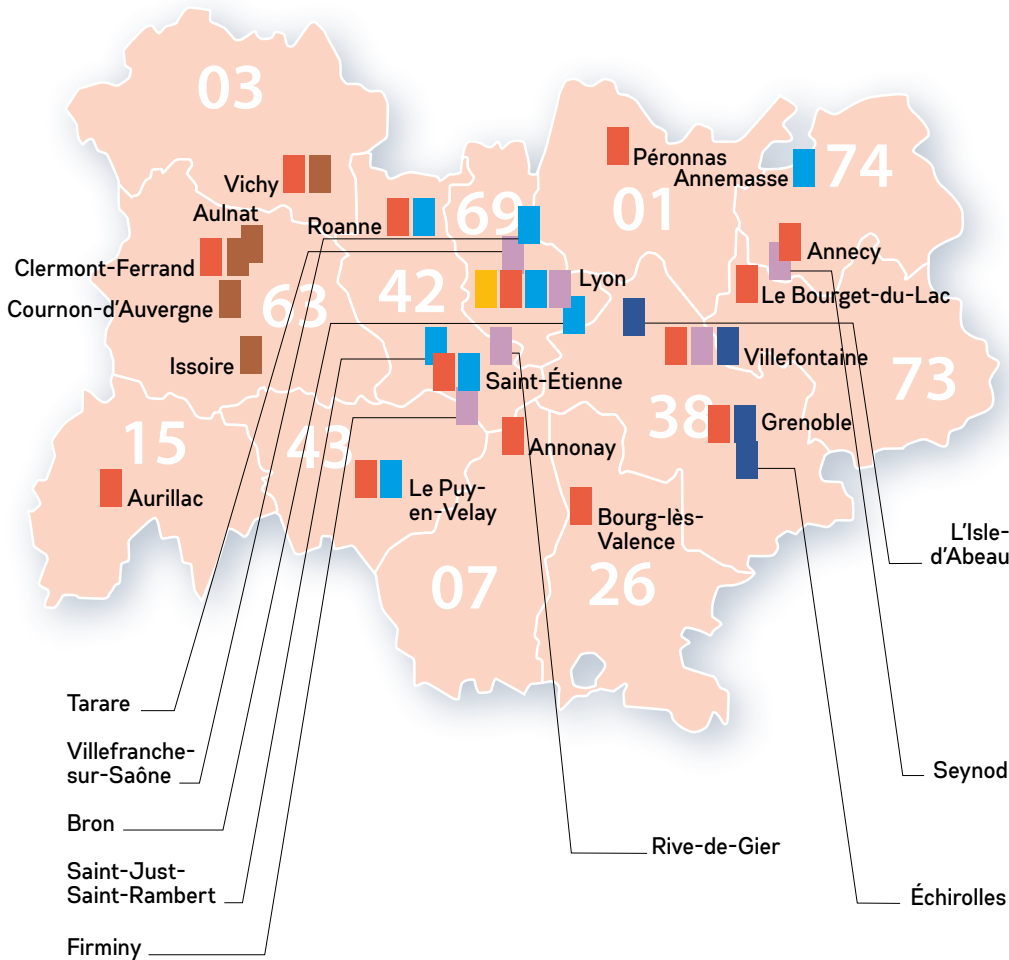 03
74
Péronnas
Annemasse
Vichy
69
01
Aulnat
Roanne
Annecy
Clermont-Ferrand
Lyon
Le Bourget-du-Lac
42
63
Cournon-d'Auvergne
Villefontaine
Issoire
73
Saint-Étienne
38
Grenoble
15
43
Annonay
Aurillac
Le Puy-
en-Velay
Bourg-lès-
Valence
L'Isle-
d'Abeau
07
26
Tarare
Villefranche-
sur-Saône
Seynod
Bron
Rive-de-Gier
Saint-Just-
Saint-Rambert
Échirolles
Firminy